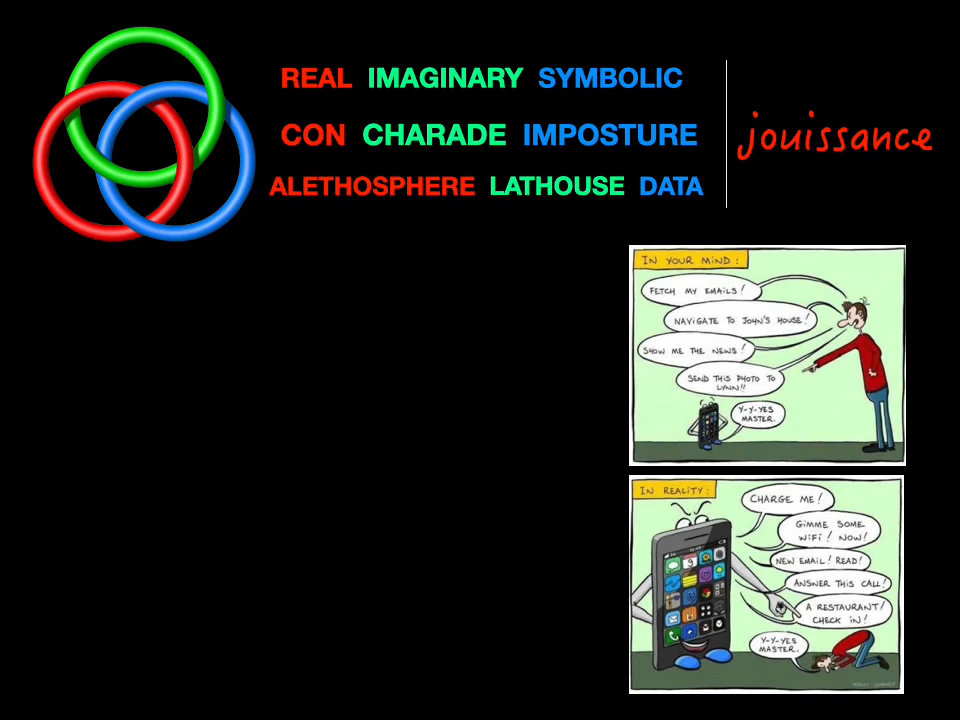 REAL IMAGINARY SYMBOLIC
CON CHARADE IMPOSTURE
ALETHOSPHERE LATHOUSE DATA
jouissance
IN YOUR MIND:
FETCH MY EMAILS!
NAVIGATE TO JOHN'S HOUSE!
SHOW ME THE NEWS!
SEND THIS PHOTO TO
LYNN!!
Y-Y-YES
MASTER.
IN REALITY:
CHARGE ME!
GIMME SOME
WIFI! NOW!
NEW EMAIL! READ!
ANSWER THIS CALL!
A RESTAURANT!
CHECK IN!
Y-Y-YES
MASTER.